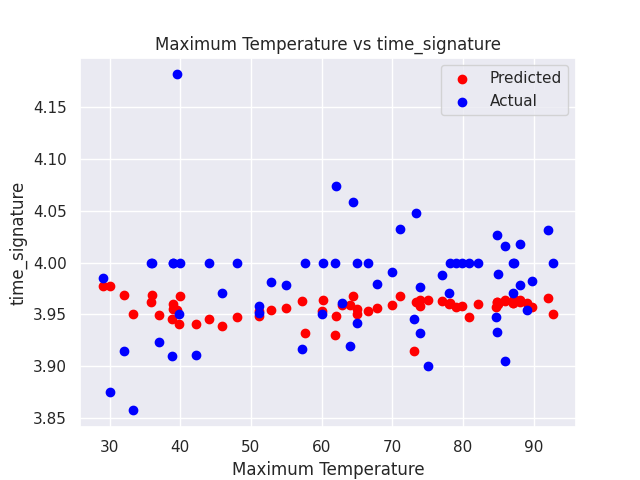 Maximum Temperature vs time_signature
Predicted
Actual
4.15
4.10
4.05
4.00
3.95
3.90
3.85
time_signature
30 40 50 60 70 80 90
Maximum Temperature